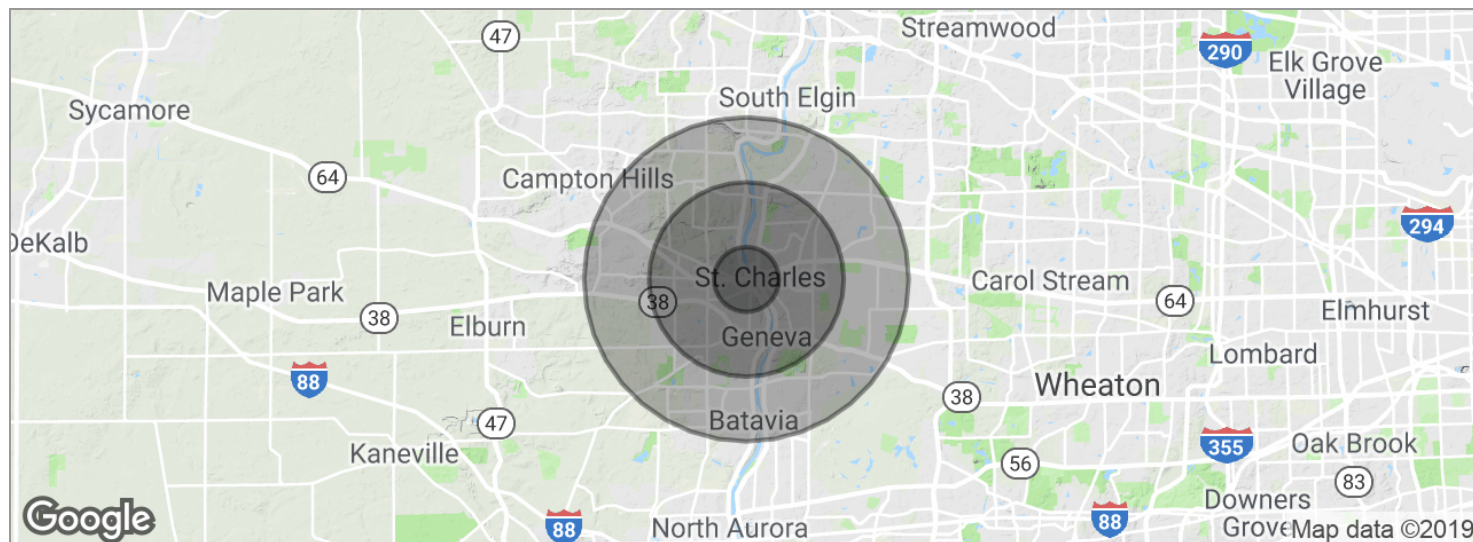 Streamwood
47
290
Elk Grove
Village
South Elgin
Sycamore
64
Campton Hills
294
DeKalb
St. Charles
Carol Stream
Maple Park
38
64
38
Elburn
Elmhurst
Geneva
Lombard
88
Wheaton
38
Batavia
47
Kaneville
355
Oak Brook
56
83
Downers
Grove
Google
88
North Aurora
88
Map data ©2019